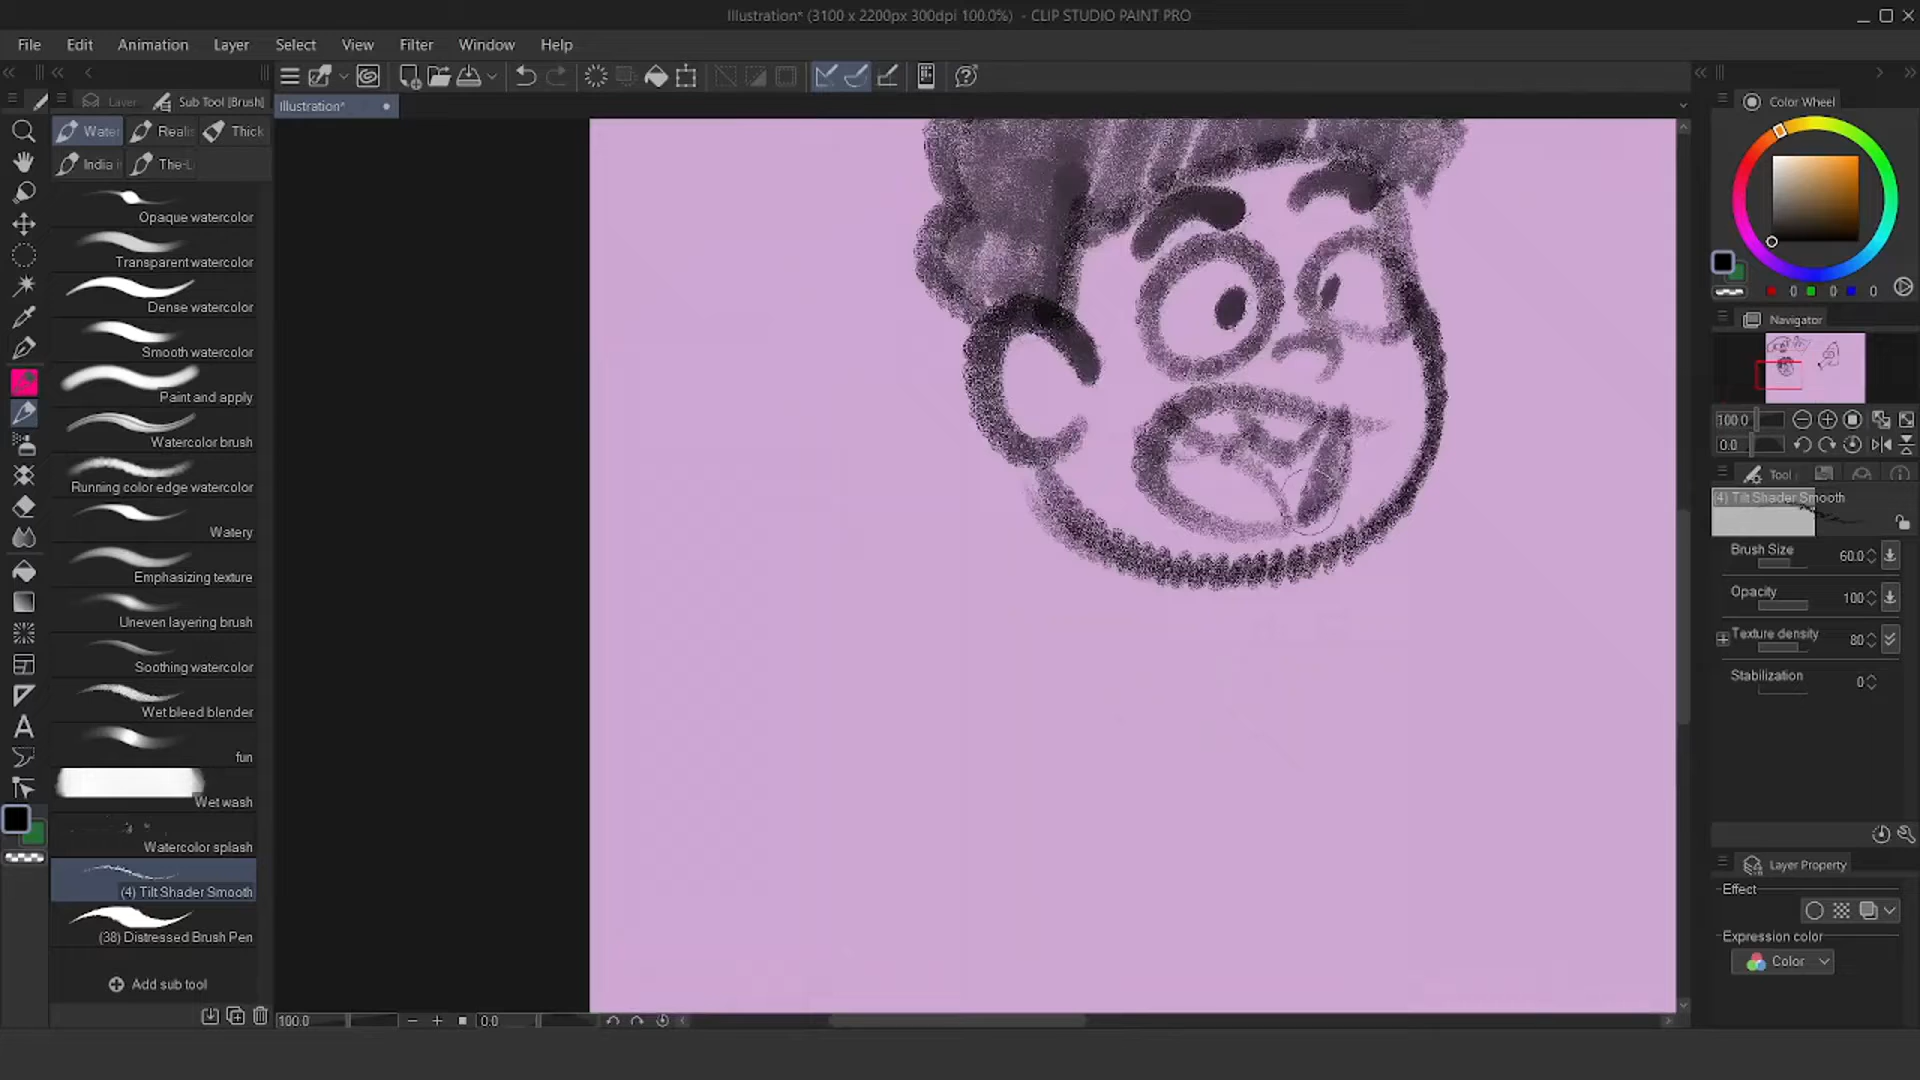 Illustration* (3100 x 2200px 300dpi 100.0%) - CLIP STUDIO PAINT PRO
File Edit Animation Layer Select View Filter Window Help
Layer Sub Tool [Brush]
Illustration*
Water Realis Thick
India i The-L
Opaque watercolor
Transparent watercolor
Dense watercolor
Smooth watercolor
Paint and apply
Watercolor brush
Running color edge watercolor
Watery
Emphasizing texture
Uneven layering brush
Soothing watercolor
Wet bleed blender
fun
Wet wash
Watercolor splash
(4) Tilt Shader Smooth
(38) Distressed Brush Pen
Add sub tool
100.0 0.0
Color Wheel
0 0 0
Navigator
100.0
0.0
Tool
(4) Tilt Shader Smooth
Brush Size 60.0
Opacity 100
Texture density 80
Stabilization 0
Layer Property
Effect
Expression color
Color